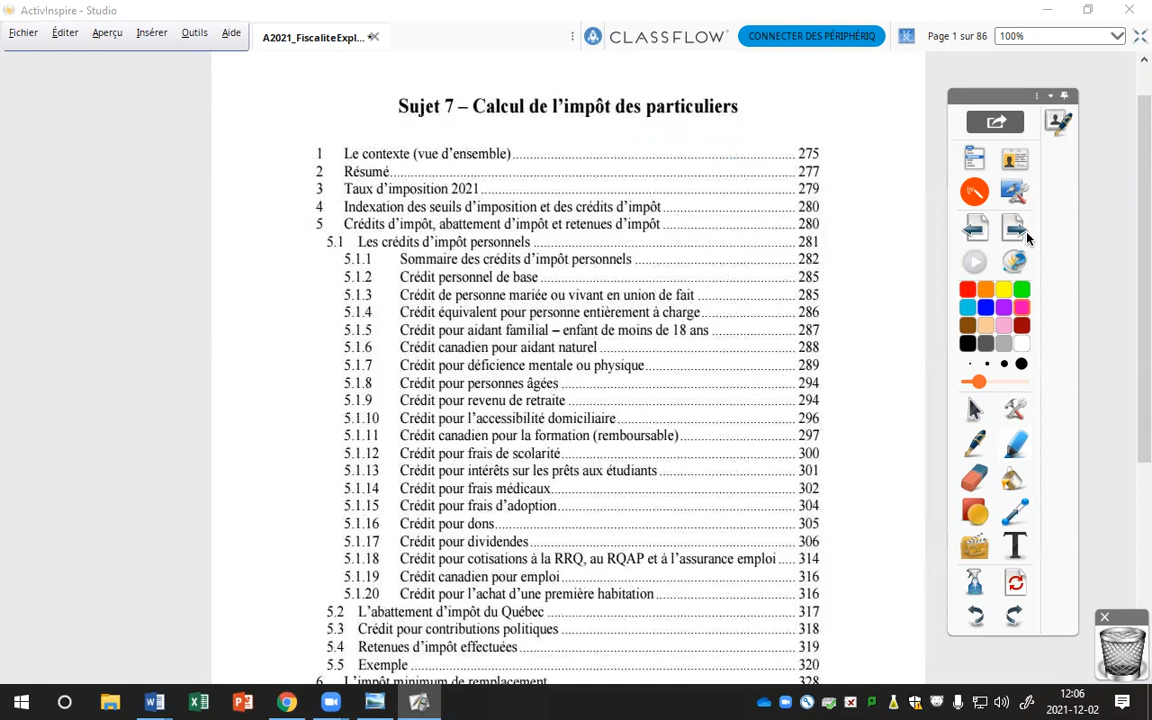 ActivInspire - Studio
Fichier Éditer Aperçu Insérer Outils Aide
A2021_FiscaliteExpl...
CLASSFLOW
CONNECTER DES PÉRIPHÉRIQ
Page 1 sur 86
100%
Sujet 7 – Calcul de l’impôt des particuliers
1 Le contexte (vue d’ensemble) 275
2 Résumé 277
3 Taux d’imposition 2021 279
4 Indexation des seuils d’imposition et des crédits d’impôt 280
5 Crédits d’impôt, abattement d’impôt et retenues d’impôt 280
5.1 Les crédits d’impôt personnels 281
5.1.1 Sommaire des crédits d’impôt personnels 282
5.1.2 Crédit personnel de base 285
5.1.3 Crédit de personne mariée ou vivant en union de fait 285
5.1.4 Crédit équivalent pour personne entièrement à charge 286
5.1.5 Crédit pour aidant familial – enfant de moins de 18 ans 287
5.1.6 Crédit canadien pour aidant naturel 288
5.1.7 Crédit pour déficience mentale ou physique 289
5.1.8 Crédit pour personnes âgées 294
5.1.9 Crédit pour revenu de retraite 294
5.1.10 Crédit pour l’accessibilité domiciliaire 296
5.1.11 Crédit canadien pour la formation (remboursable) 297
5.1.12 Crédit pour frais de scolarité 300
5.1.13 Crédit pour intérêts sur les prêts aux étudiants 301
5.1.14 Crédit pour frais médicaux 302
5.1.15 Crédit pour frais d’adoption 304
5.1.16 Crédit pour dons 305
5.1.17 Crédit pour dividendes 306
5.1.18 Crédit pour cotisations à la RRQ, au RQAP et à l’assurance emploi 314
5.1.19 Crédit canadien pour emploi 316
5.1.20 Crédit pour l’achat d’une première habitation 316
5.2 L’abattement d’impôt du Québec 317
5.3 Crédit pour contributions politiques 318
5.4 Retenues d’impôt effectuées 319
5.5 Exemple 320
6 L’impôt minimum de remplacement 328
12:06
2021-12-02